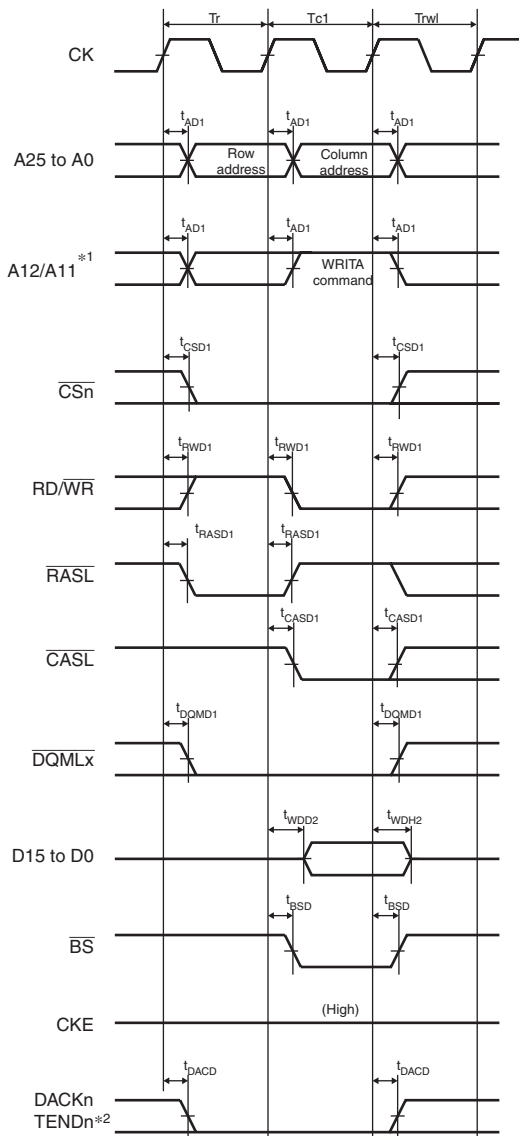 Tr Tc1 Trwl
CK
tAD1 tAD1 tAD1
A25 to A0 Row address Column address
tAD1 tAD1 tAD1
A12/A11*1 WRITA command
tCSD1 tCSD1
CSn
tRWD1 tRWD1 tRWD1
RD/WR
tRASD1 tRASD1
RASL
tCASD1 tCASD1
CASL
tDQMD1 tDQMD1
DQMLx
tWDD2 tWDH2
D15 to D0
tBSD tBSD
BS
(High)
CKE
tDACD tDACD
DACKn
TENDn*2